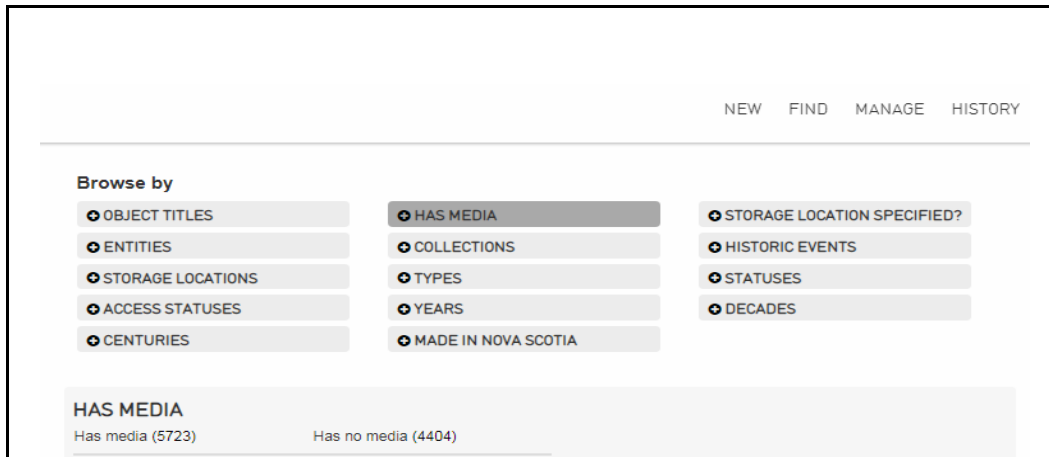 NEW FIND MANAGE HISTORY
Browse by
OBJECT TITLES HAS MEDIA STORAGE LOCATION SPECIFIED?
ENTITIES COLLECTIONS HISTORIC EVENTS
STORAGE LOCATIONS TYPES STATUSES
ACCESS STATUSES YEARS DECADES
CENTURIES MADE IN NOVA SCOTIA
HAS MEDIA
Has media (5723) Has no media (4404)